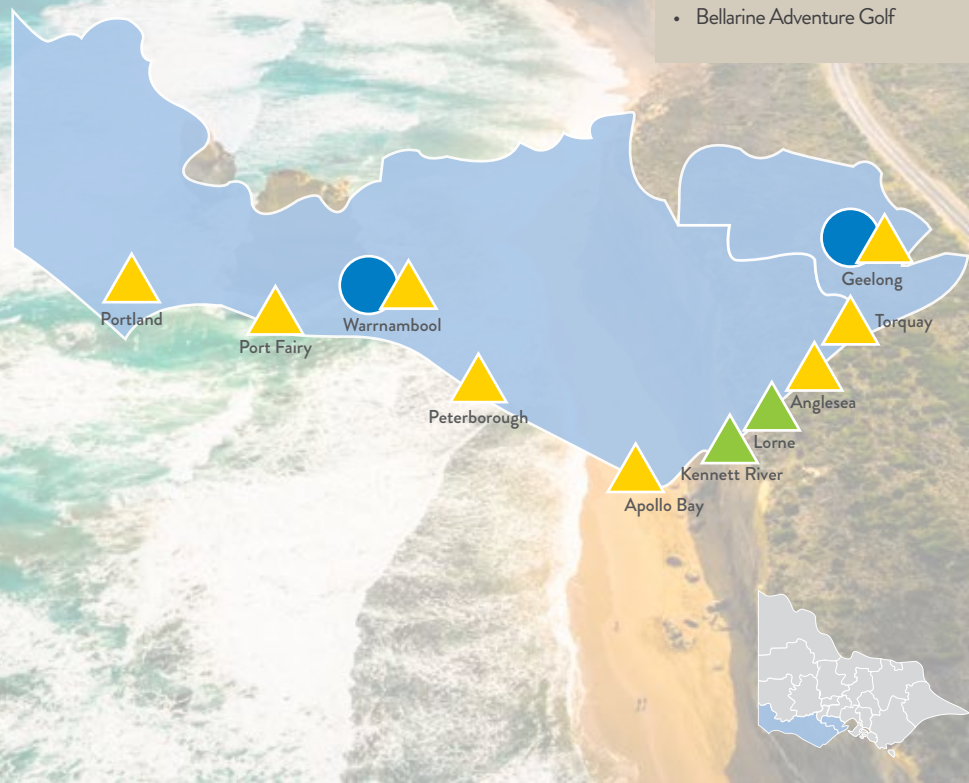 • Bellarine Adventure Golf
Geelong
Portland
Torquay
Warrnambool
Port Fairy
Anglesea
Peterborough
Lorne
Kennett River
Apollo Bay